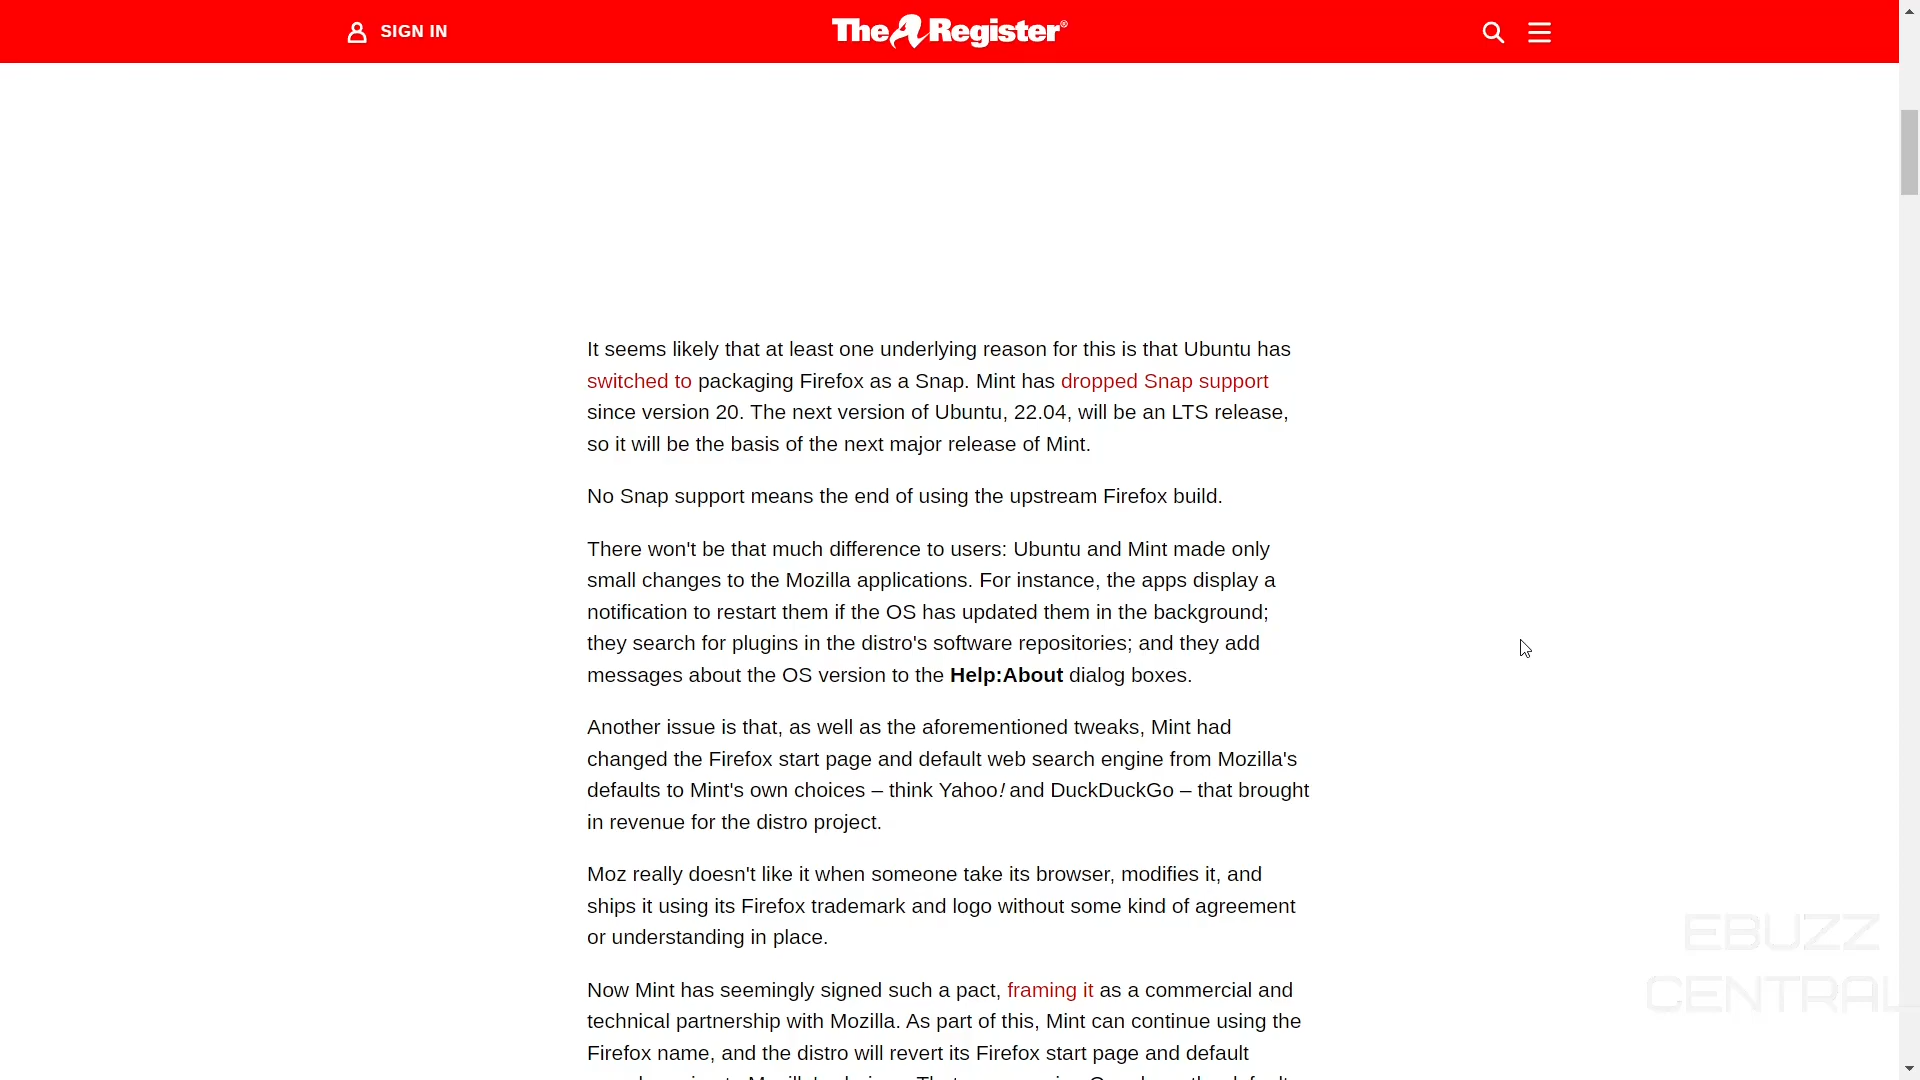 SIGN IN
The Register®
It seems likely that at least one underlying reason for this is that Ubuntu has
switched to packaging Firefox as a Snap. Mint has dropped Snap support
since version 20. The next version of Ubuntu, 22.04, will be an LTS release,
so it will be the basis of the next major release of Mint.
No Snap support means the end of using the upstream Firefox build.
There won't be that much difference to users: Ubuntu and Mint made only
small changes to the Mozilla applications. For instance, the apps display a
notification to restart them if the OS has updated them in the background;
they search for plugins in the distro's software repositories; and they add
messages about the OS version to the Help:About dialog boxes.
Another issue is that, as well as the aforementioned tweaks, Mint had
changed the Firefox start page and default web search engine from Mozilla's
defaults to Mint's own choices – think Yahoo! and DuckDuckGo – that brought
in revenue for the distro project.
Moz really doesn't like it when someone take its browser, modifies it, and
ships it using its Firefox trademark and logo without some kind of agreement
or understanding in place.
EBUZZ
CENTRAL
Now Mint has seemingly signed such a pact, framing it as a commercial and
technical partnership with Mozilla. As part of this, Mint can continue using the
Firefox name, and the distro will revert its Firefox start page and default